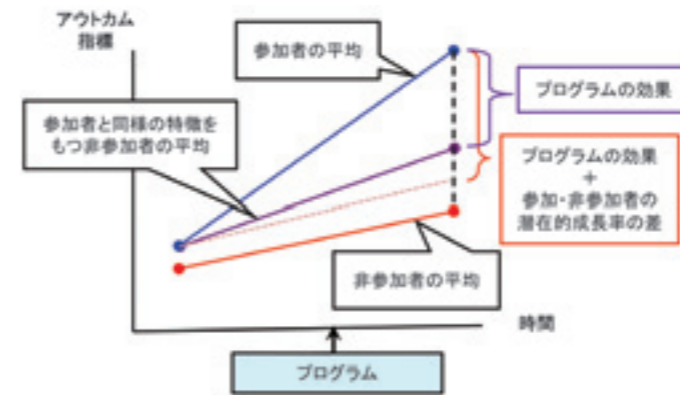 アウトカム
指標
参加者の平均
参加者と同様の特徴を
もつ非参加者の平均
プログラムの効果
プログラムの効果
+
参加・非参加者の
潜在的成長率の差
非参加者の平均
時間
プログラム